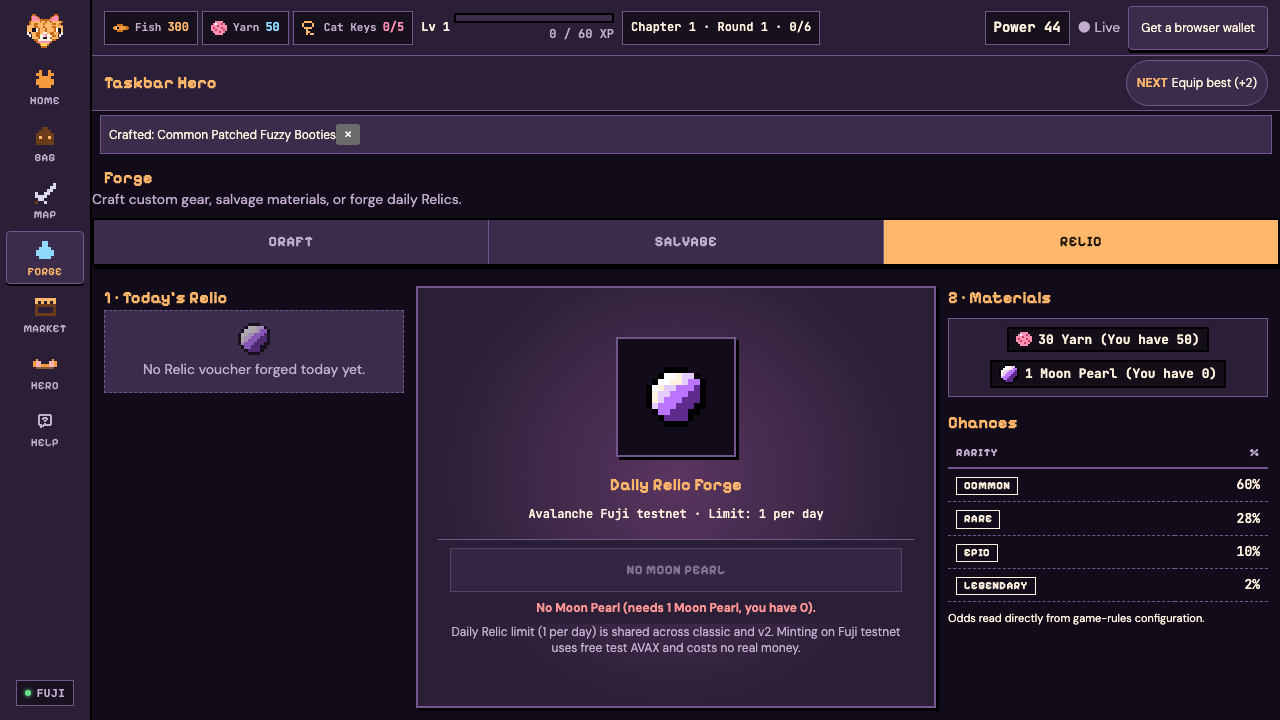 Fish 300
Yarn 50
Cat Keys 0/5
Lv 1
0 / 60 XP
Chapter 1 · Round 1 · 0/6
Power 44
Live
Get a browser wallet
Taskbar Hero
NEXT Equip best (+2)
Crafted: Common Patched Fuzzy Booties ×
HOME
BAG
MAP
FORGE
MARKET
HERO
HELP
FUJI
Forge
Craft custom gear, salvage materials, or forge daily Relics.
CRAFT
SALVAGE
RELIC
1 · Today's Relic
No Relic voucher forged today yet.
Daily Relic Forge
Avalanche Fuji testnet · Limit: 1 per day
NO MOON PEARL
No Moon Pearl (needs 1 Moon Pearl, you have 0).
Daily Relic limit (1 per day) is shared across classic and v2. Minting on Fuji testnet
uses free test AVAX and costs no real money.
2 · Materials
30 Yarn (You have 50)
1 Moon Pearl (You have 0)
Chances
RARITY %
COMMON 60%
RARE 28%
EPIC 10%
LEGENDARY 2%
Odds read directly from game-rules configuration.